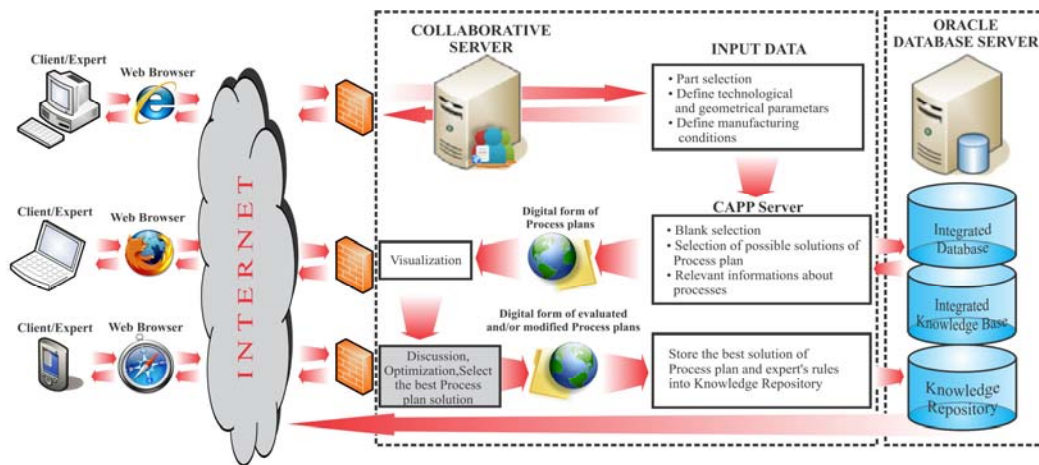 COLLABORATIVE
SERVER
ORACLE
DATABASE SERVER
INPUT DATA
Client/Expert
Web Browser
• Part selection
• Define technological
and geometrical parametars
• Define manufacturing
conditions
INTERNET
CAPP Server
Client/Expert
Web Browser
Digital form of
Process plans
Visualization
• Blank selection
• Selection of possible solutions of
Process plan
• Relevant informations about
processes
Integrated
Database
Integrated
Knowledge Base
Digital form of evaluated
and/or modified Process plans
Client/Expert
Web Browser
Discussion,
Optimization,Select
the best Process
plan solution
Store the best solution of
Process plan and expert's rules
into Knowledge Repository
Knowledge
Repository